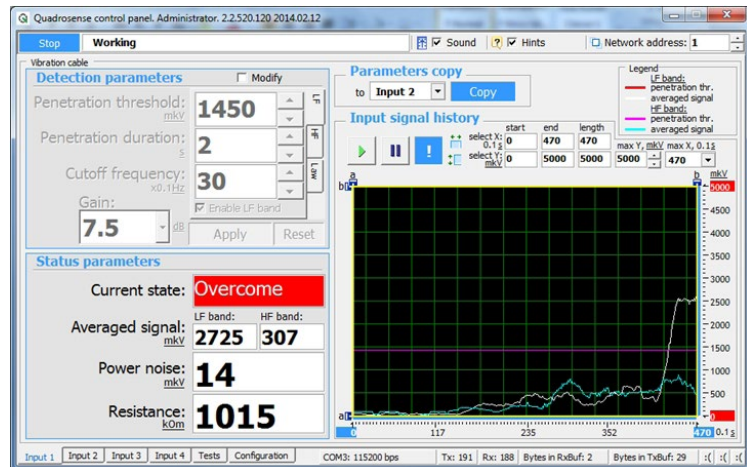 Quadrosense control panel. Administrator. 2.2.520.120 2014.02.12
Stop Working Sound ? Hints Network address: 1
Vibration cable
Detection parameters Modify
Penetration threshold: mkV 1450
Penetration duration: s 2
Cutoff frequency: x0.1Hz 30
Enable LF band
Gain: 7.5 dB
Apply Reset
LF
HF
Law
Status parameters
Current state: Overcome
LF band: HF band:
Averaged signal: mkV 2725 307
Power noise: mkV 14
Resistance: kOm 1015
Parameters copy
to Input 2 Copy
Legend
LF band:
penetration thr.
averaged signal
HF band:
penetration thr.
averaged signal
Input signal history
start end length
select X: 0.1 s 0 470 470
select Y: mkV 0 5000 5000
max Y, mkV max X, 0.1s
5000 470
a b mkV
b 5000
4500
4000
3500
3000
2500
2000
1500
1000
500
a 0
0 117 235 352 470 0.1s
Input 1 Input 2 Input 3 Input 4 Tests Configuration
COM3: 115200 bps Tx: 191 Rx: 188 Bytes in RxBuf: 2 Bytes in TxBuf: 29 :( :( :(